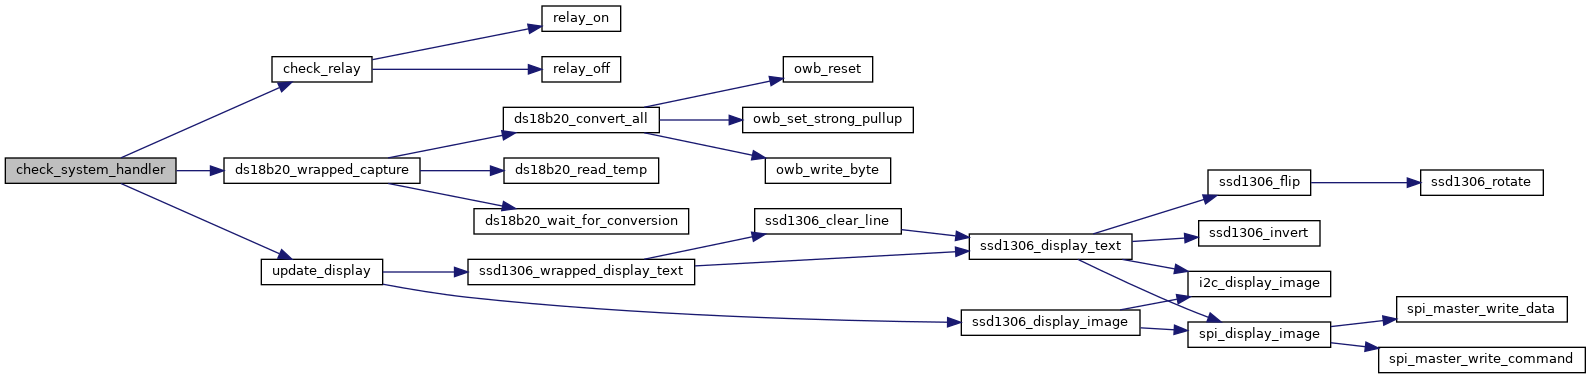 check_system_handler
check_relay
relay_on
relay_off
ds18b20_wrapped_capture
ds18b20_convert_all
owb_reset
owb_set_strong_pullup
owb_write_byte
ds18b20_read_temp
ds18b20_wait_for_conversion
update_display
ssd1306_wrapped_display_text
ssd1306_clear_line
ssd1306_display_text
ssd1306_flip
ssd1306_rotate
ssd1306_invert
i2c_display_image
spi_display_image
spi_master_write_data
spi_master_write_command
ssd1306_display_image